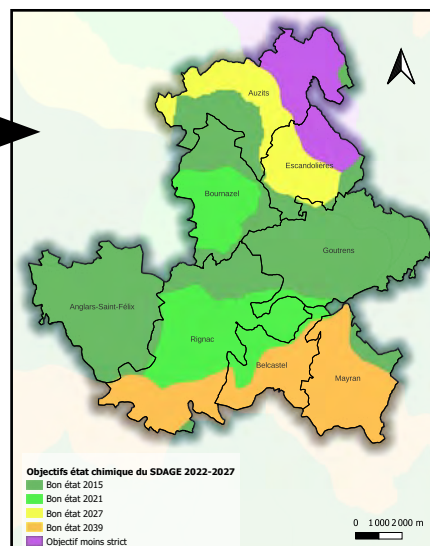 Auzits
Escandolières
Bournazel
Goutrens
Anglars-Saint-Félix
Rignac
Belcastel
Mayran
Objectifs état chimique du SDAGE 2022-2027
Bon état 2015
Bon état 2021
Bon état 2027
Bon état 2039
Objectif moins strict
0 1 000 2 000 m